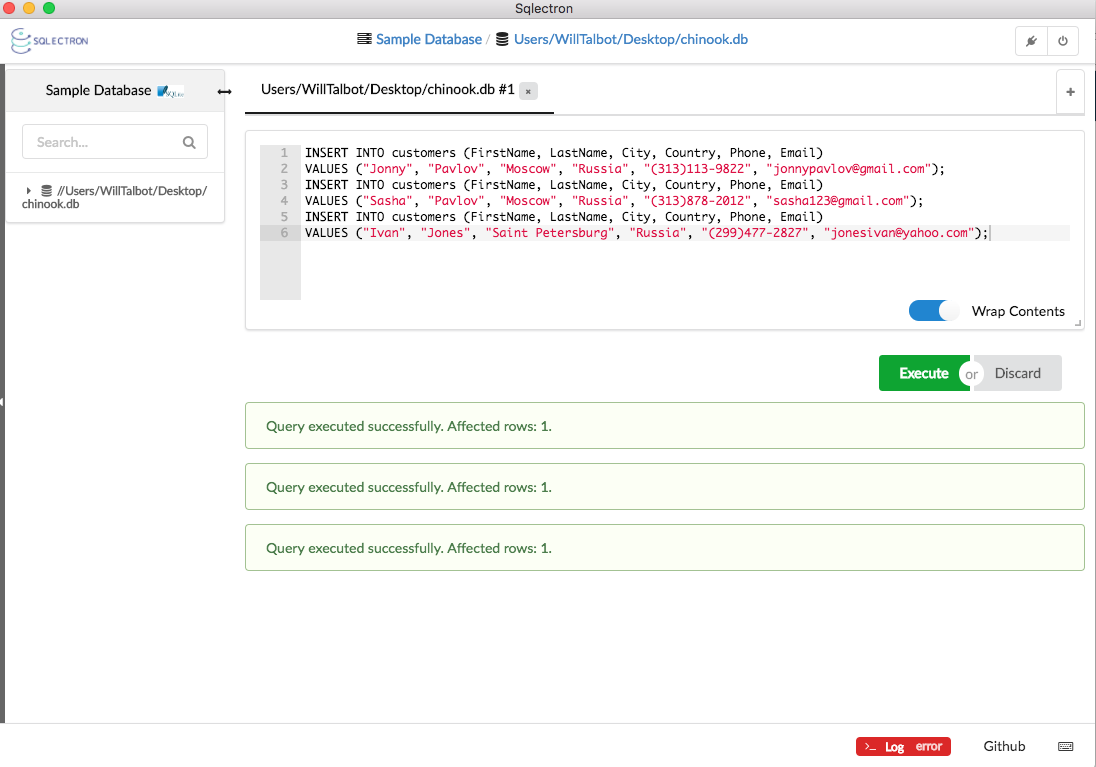 Sqlectron
SQLECTRON
Sample Database / Users/WillTalbot/Desktop/chinook.db
Sample Database SQLite
Users/WillTalbot/Desktop/chinook.db #1 ×
+
Search...
//Users/WillTalbot/Desktop/
chinook.db
1 INSERT INTO customers (FirstName, LastName, City, Country, Phone, Email)
2 VALUES ("Jonny", "Pavlov", "Moscow", "Russia", "(313)113-9822", "jonnypavlov@gmail.com");
3 INSERT INTO customers (FirstName, LastName, City, Country, Phone, Email)
4 VALUES ("Sasha", "Pavlov", "Moscow", "Russia", "(313)878-2012", "sasha123@gmail.com");
5 INSERT INTO customers (FirstName, LastName, City, Country, Phone, Email)
6 VALUES ("Ivan", "Jones", "Saint Petersburg", "Russia", "(299)477-2827", "jonesivan@yahoo.com");
Wrap Contents
Execute or Discard
Query executed successfully. Affected rows: 1.
Query executed successfully. Affected rows: 1.
Query executed successfully. Affected rows: 1.
>_ Log error Github